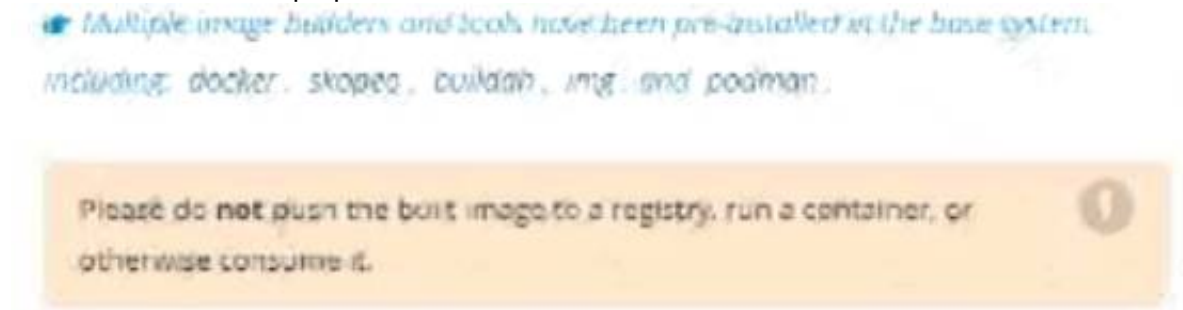 Multiple image builders and tools have been pre-installed in the base system,
including: docker, skopeo, buildah, img, and podman.
Please do not push the built image to a registry, run a container, or
otherwise consume it.